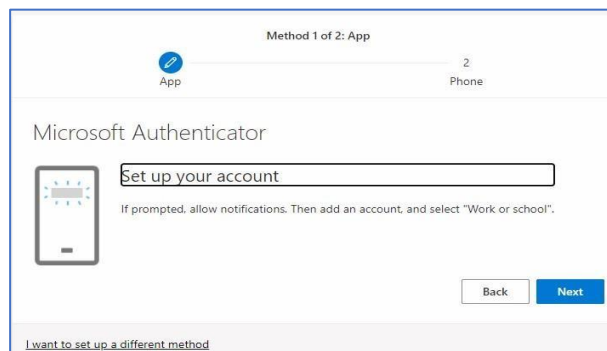 Method 1 of 2: App
2
App
Phone
Microsoft Authenticator
Set up your account
If prompted, allow notifications. Then add an account, and select "Work or school".
Back
Next
I want to set up a different method